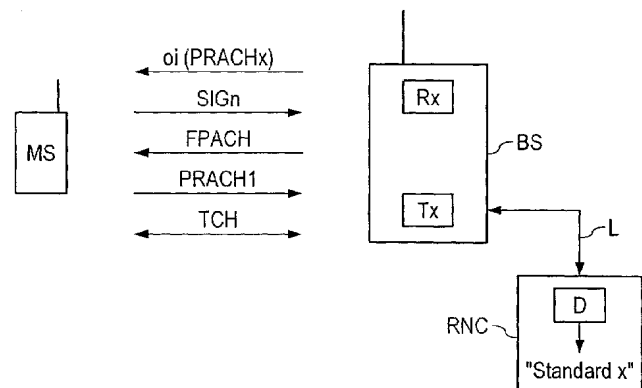 oi (PRACHx)
SIGn
FPACH
PRACH1
TCH
MS
Rx
Tx
BS
L
RNC
D
"Standard x"